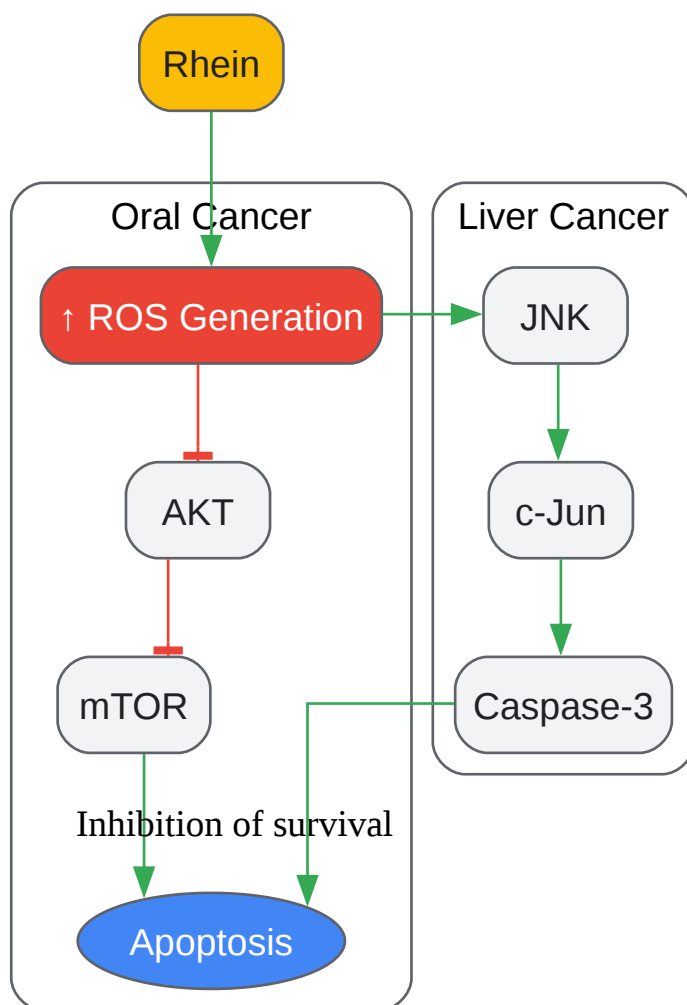 Rhein
Oral Cancer
Liver Cancer
↑ ROS Generation
JNK
AKT
c-Jun
mTOR
Caspase-3
Inhibition of survival
Apoptosis